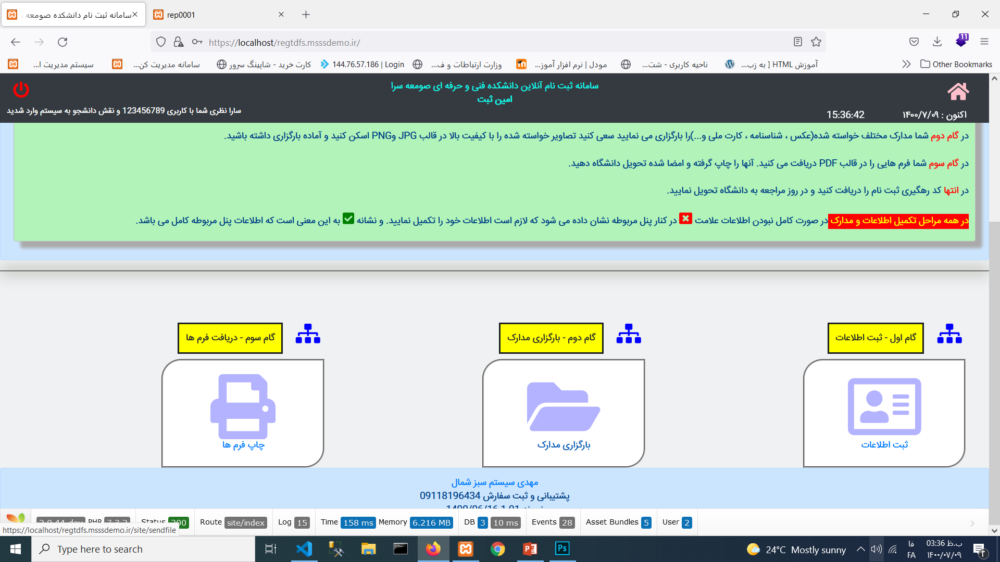 سامانه ثبت نام دانشکده صومعه
rep0001
https://localhost/regtdfs.msssdemo.ir/
11
سیستم مدیریت ا...
سامانه مدیریت کن...
کارت خرید - شاپینگ سرور
144.76.57.186 | Login
وزارت ارتباطات و ف...
مودل | نرم افزار آموز...
ناحیه کاربری - شت...
آموزش HTML [ به زب...
Other Bookmarks
سامانه ثبت نام آنلاین دانشکده فنی و حرفه ای صومعه سرا
امین ثبت
سارا نظری شما با کاربری 123456789 و نقش دانشجو به سیستم وارد شدید
اکنون : ۱۴۰۰/۷/۰۹
15:36:42
در گام دوم شما مدارک مختلف خواسته شده(عکس ، شناسنامه ، کارت ملی و...)را بارگزاری می نمایید سعی کنید تصاویر خواسته شده را با کیفیت بالا در قالب JPG وPNG اسکن کنید و آماده بارگزاری داشته باشید.
در گام سوم شما فرم هایی را در قالب PDF دریافت می کنید. آنها را چاپ گرفته و امضا شده تحویل دانشگاه دهید.
در انتها کد رهگیری ثبت نام را دریافت کنید و در روز مراجعه به دانشگاه تحویل نمایید.
در همه مراحل تکمیل اطلاعات و مدارک در صورت کامل نبودن اطلاعات علامت در کنار پنل مربوطه نشان داده می شود که لازم است اطلاعات خود را تکمیل نمایید. و نشانه به این معنی است که اطلاعات پنل مربوطه کامل می باشد.
گام اول - ثبت اطلاعات
گام دوم - بارگزاری مدارک
گام سوم - دریافت فرم ها
ثبت اطلاعات
بارگزاری مدارک
چاپ فرم ها
مهدی سیستم سبز شمال
پشتیبانی و ثبت سفارش 09118196434
2.0.44-dev PHP 7.3.2 Status 200 Route site/index Log 15 Time 158 ms Memory 6.216 MB DB 3 10 ms Events 28 Asset Bundles 5 User 2
https://localhost/regtdfs.msssdemo.ir/site/sendfile
Type here to search
Ps
24°C Mostly sunny
فا
FA
03:36 ب.ظ
۱۴۰۰/۰۷/۰۹
۲